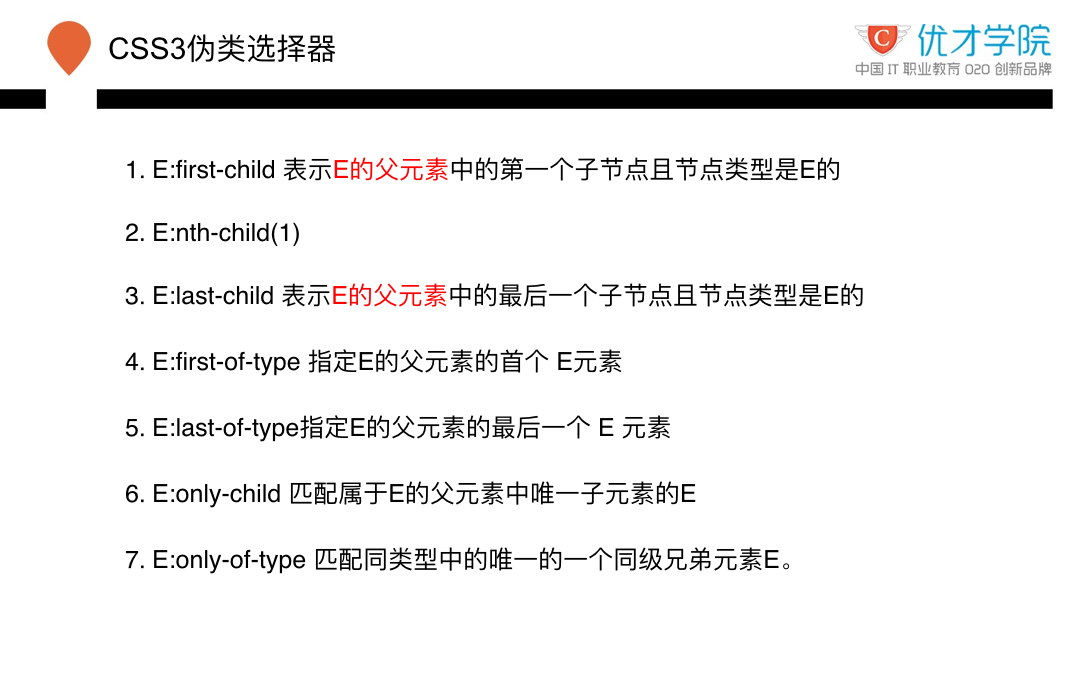 CSS3伪类选择器
C
优才学院
中国 IT 职业教育 O2O 创新品牌
1. E:first-child 表示E的父元素中的第一个子节点且节点类型是E的
2. E:nth-child(1)
3. E:last-child 表示E的父元素中的最后一个子节点且节点类型是E的
4. E:first-of-type 指定E的父元素的首个 E元素
5. E:last-of-type指定E的父元素的最后一个 E 元素
6. E:only-child 匹配属于E的父元素中唯一子元素的E
7. E:only-of-type 匹配同类型中的唯一的一个同级兄弟元素E。